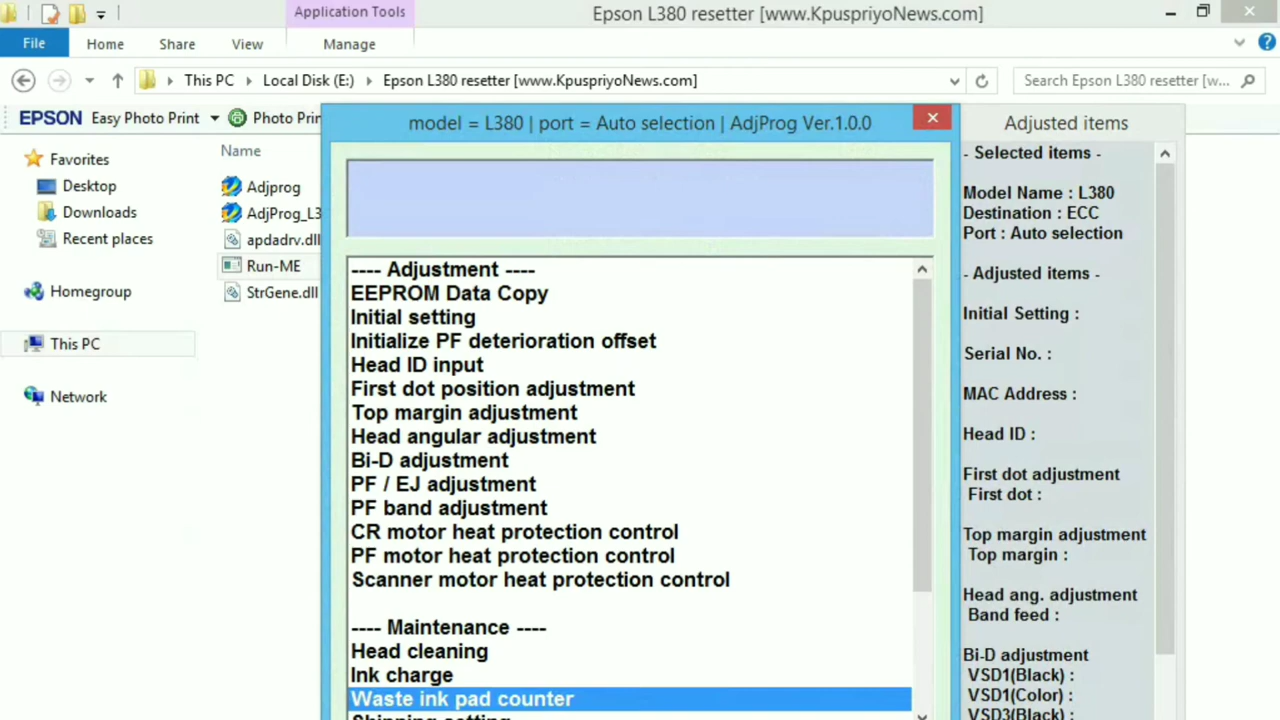 Application Tools
Epson L380 resetter [www.KpuspriyoNews.com]
File
Home
Share
View
Manage
This PC
Local Disk (E:)
Epson L380 resetter [www.KpuspriyoNews.com]
Search Epson L380 resetter [w...
EPSON Easy Photo Print
Photo Prin
Favorites
Desktop
Downloads
Recent places
Homegroup
This PC
Network
Name
Adjprog
AdjProg_L3
apdadrv.dll
Run-ME
StrGene.dll
model = L380 | port = Auto selection | AdjProg Ver.1.0.0
---- Adjustment ----
EEPROM Data Copy
Initial setting
Initialize PF deterioration offset
Head ID input
First dot position adjustment
Top margin adjustment
Head angular adjustment
Bi-D adjustment
PF / EJ adjustment
PF band adjustment
CR motor heat protection control
PF motor heat protection control
Scanner motor heat protection control
---- Maintenance ----
Head cleaning
Ink charge
Waste ink pad counter
Shipping setting
Adjusted items
- Selected items -
Model Name : L380
Destination : ECC
Port : Auto selection
- Adjusted items -
Initial Setting :
Serial No. :
MAC Address :
Head ID :
First dot adjustment
First dot :
Top margin adjustment
Top margin :
Head ang. adjustment
Band feed :
Bi-D adjustment
VSD1(Black) :
VSD1(Color) :
VSD3(Black) :